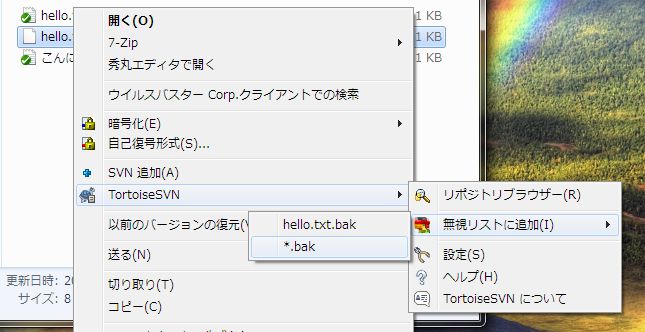 hello.
開く(O)
1 KB
hello.
7-Zip
1 KB
こんに
秀丸エディタで開く
1 KB
ウイルスバスター Corp.クライアントでの検索
暗号化(E)
自己復号形式(S)...
SVN 追加(A)
TortoiseSVN
リポジトリブラウザー(R)
以前のバージョンの復元(V
hello.txt.bak
無視リストに追加(I)
*.bak
送る(N)
設定(S)
更新日時: 20
切り取り(T)
ヘルプ(H)
サイズ: 8
コピー(C)
TortoiseSVN について